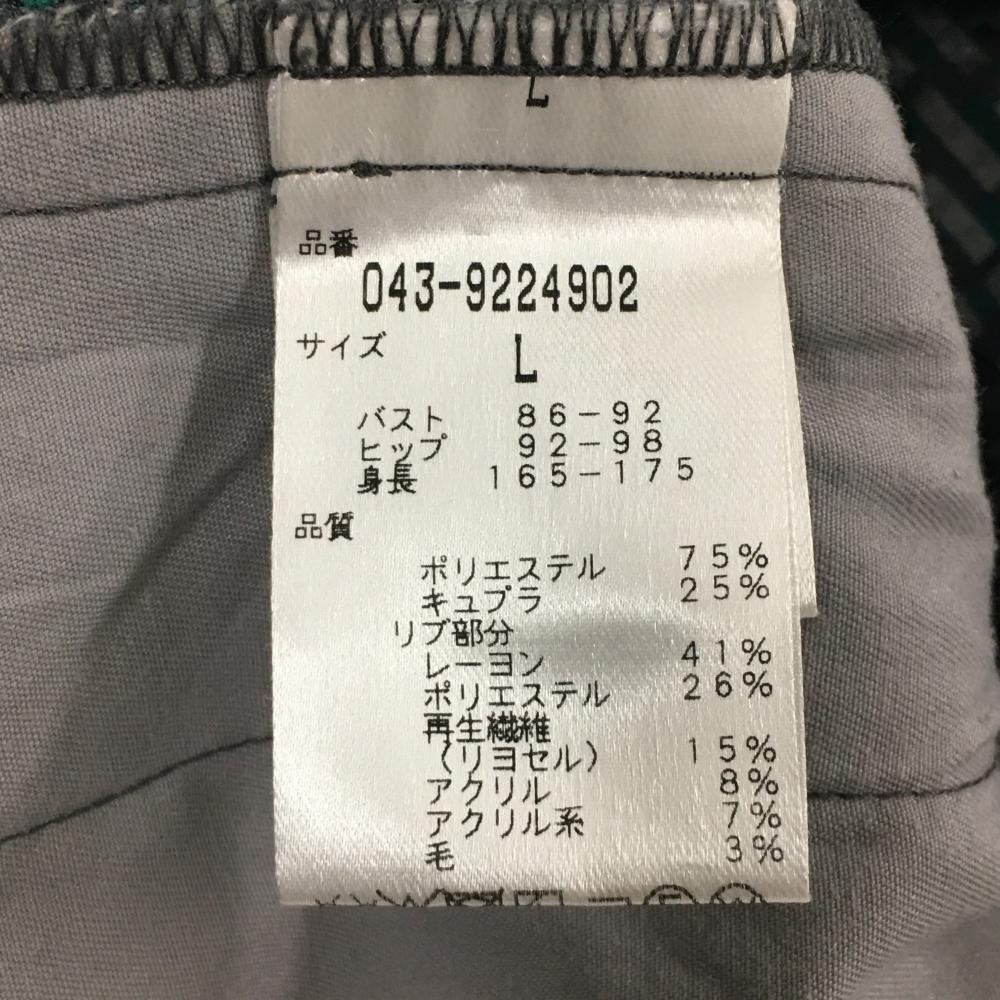 L
品番
043-9224902
サイズ L
バスト 86-92
ヒップ 92-98
身長 165-175
品質
ポリエステル 75%
キュプラ 25%
リブ部分
レーヨン 41%
ポリエステル 26%
再生繊維
(リヨセル) 15%
アクリル 8%
アクリル系 7%
毛 3%